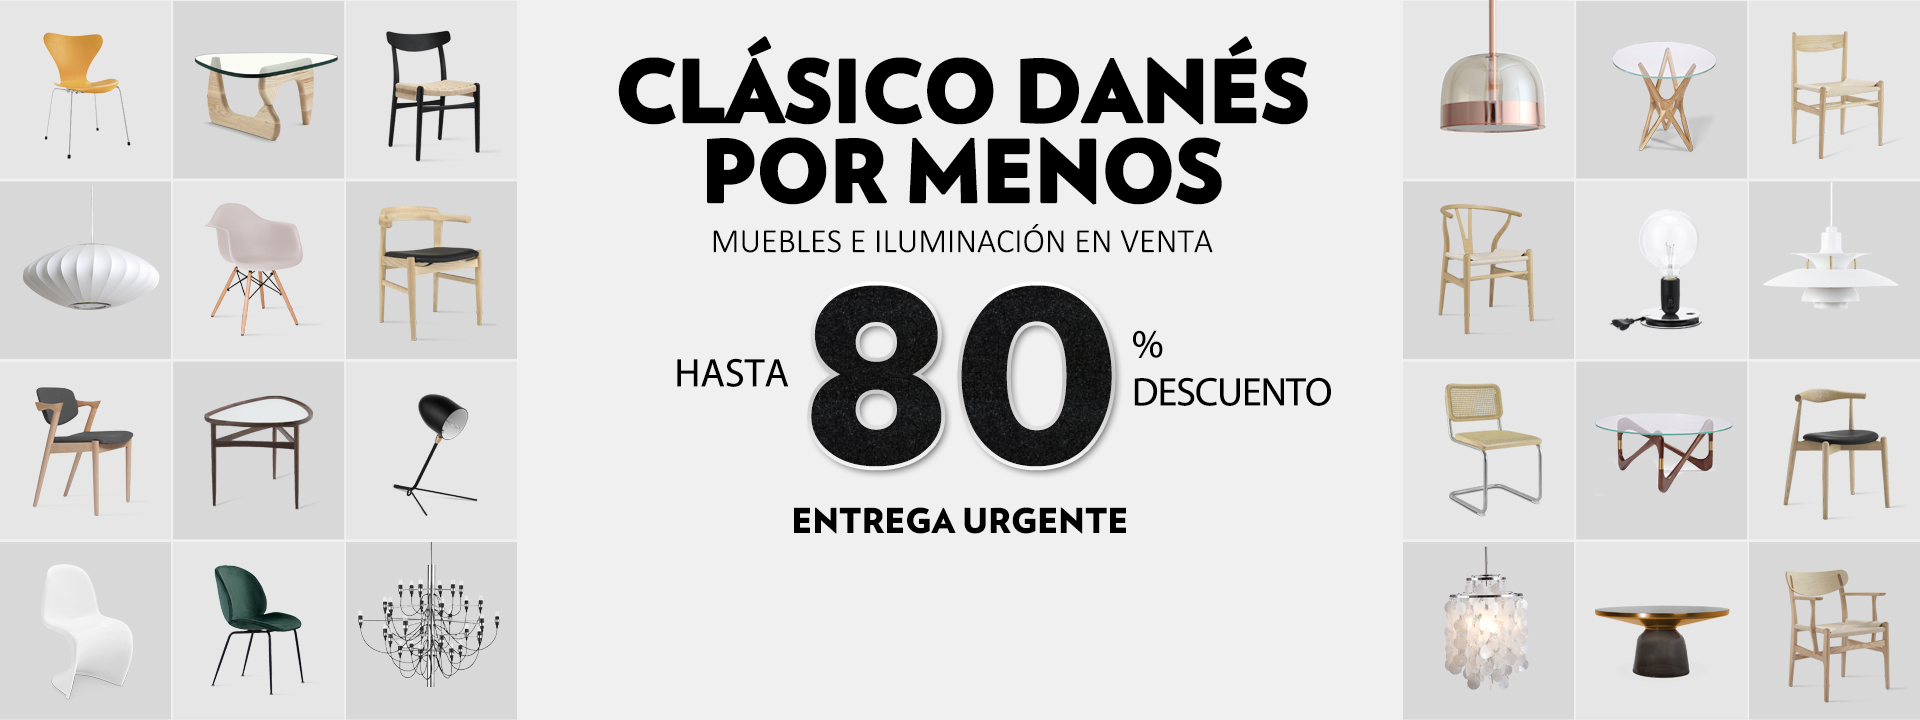 CLÁSICO DANÉS
POR MENOS
MUEBLES E ILUMINACIÓN EN VENTA
HASTA 80 % DESCUENTO
ENTREGA URGENTE